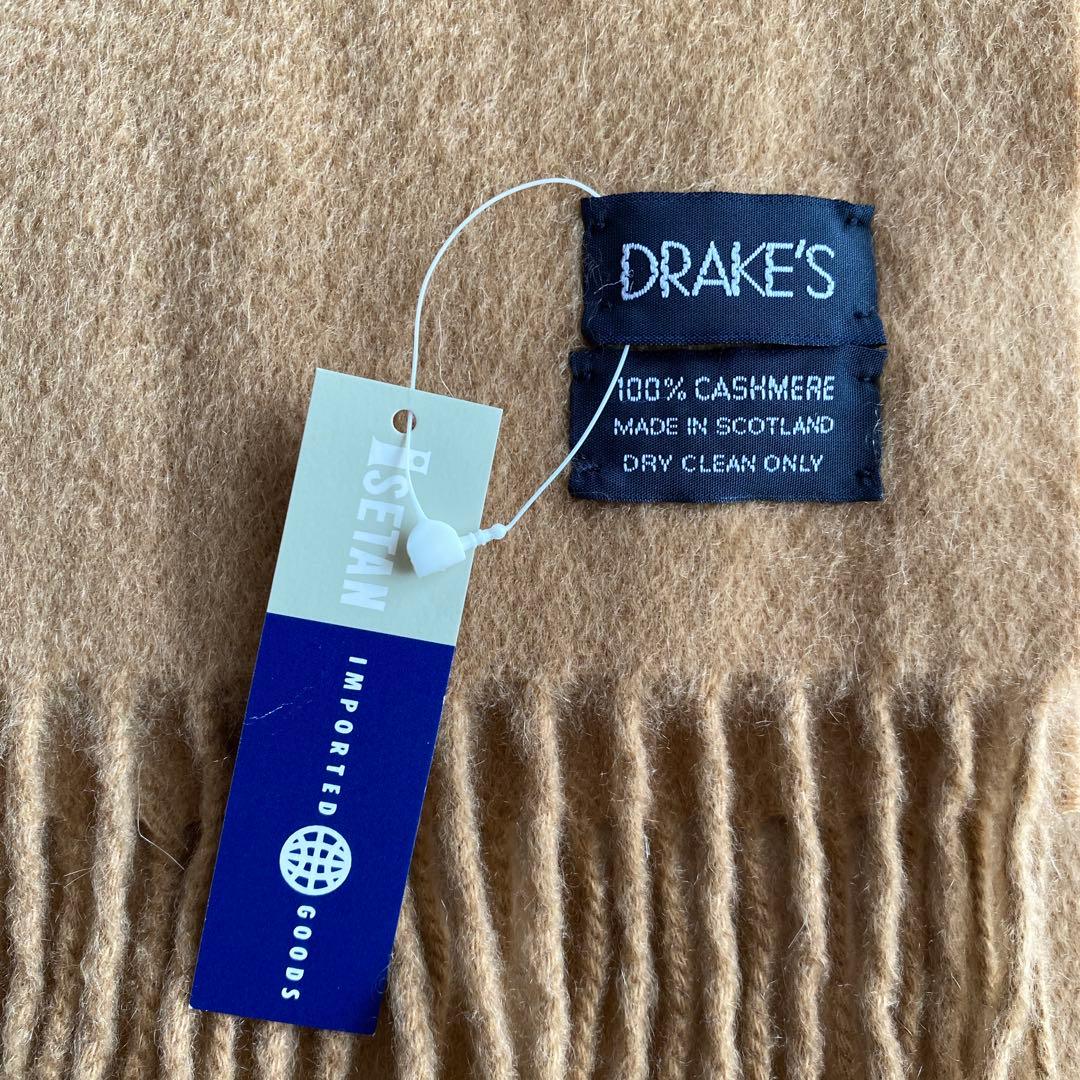 DRAKE'S
100% CASHMERE
MADE IN SCOTLAND
DRY CLEAN ONLY
ISETAN
IMPORTED GOODS